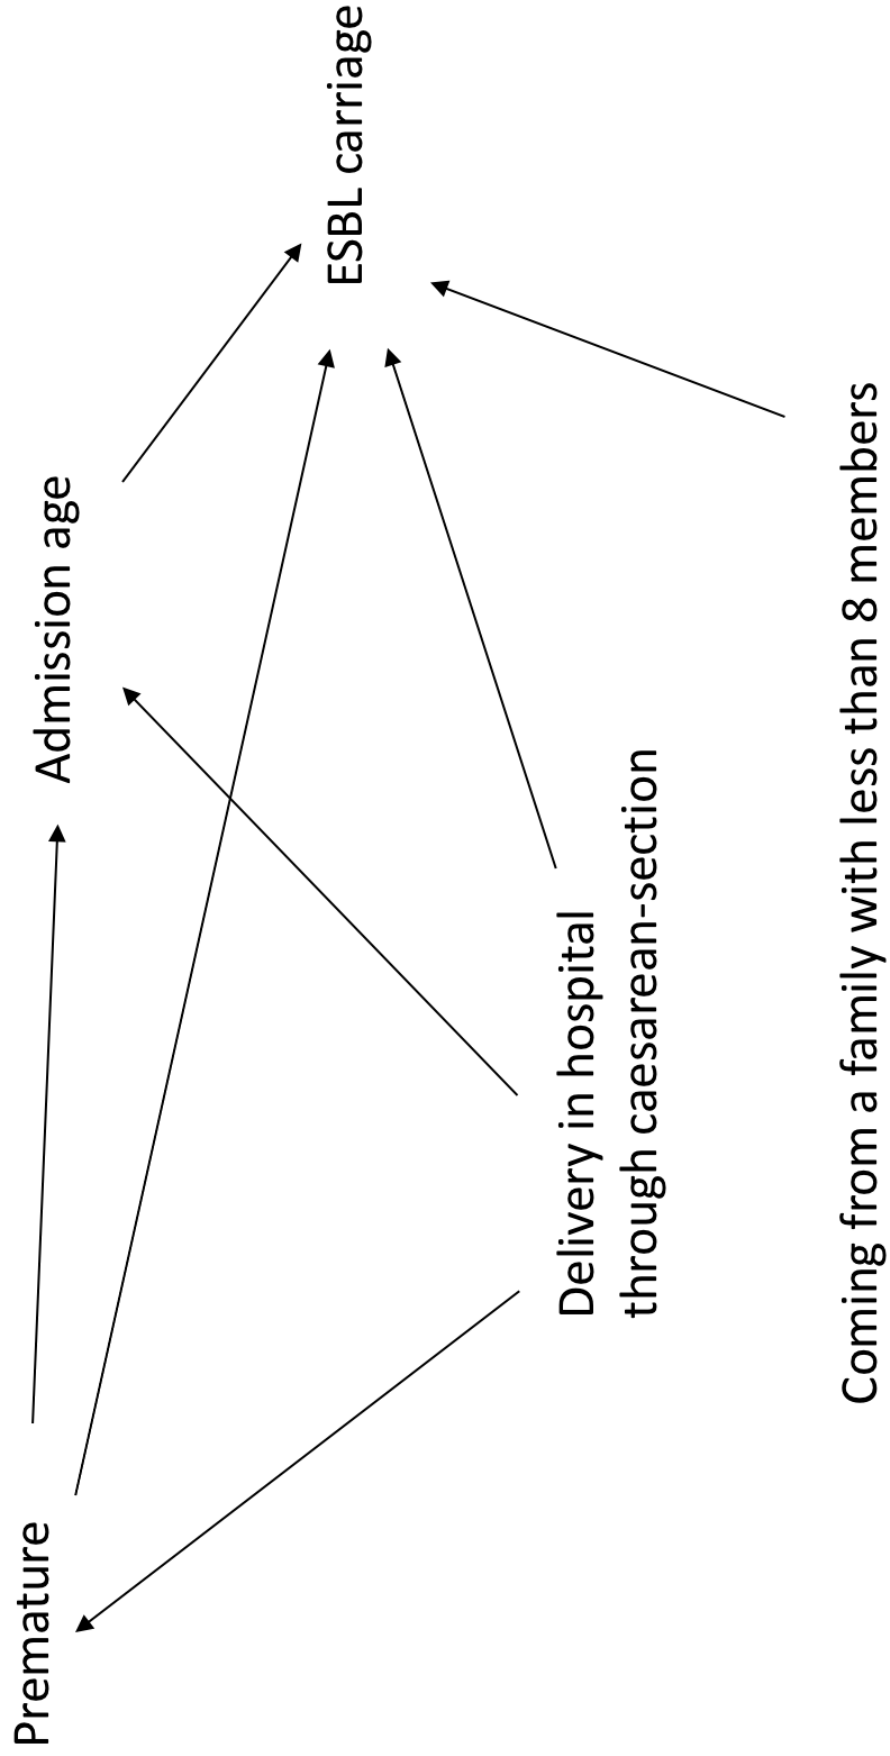 Premature
Admission age
ESBL carriage
Delivery in hospital
through caesarean-section
Coming from a family with less than 8 members